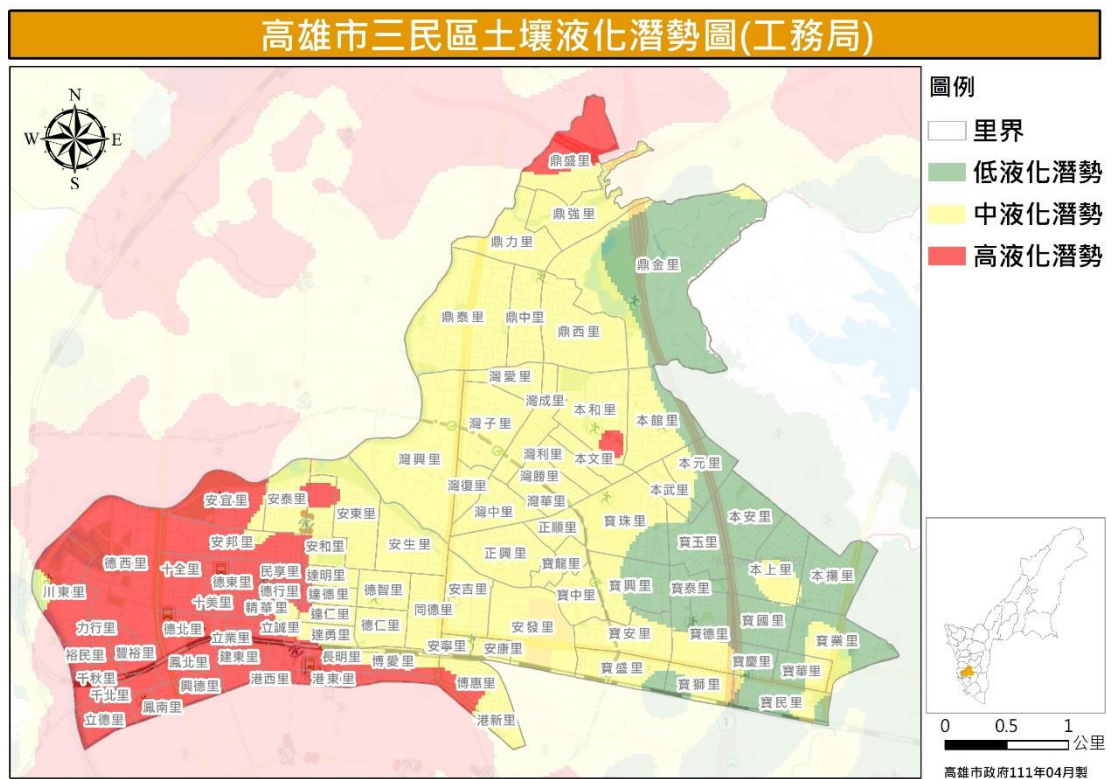 高雄市三民區土壤液化潛勢圖(工務局)
N
W E
S
圖例
里界
低液化潛勢
中液化潛勢
高液化潛勢
鼎盛里
鼎強里
鼎力里
鼎金里
鼎泰里 鼎中里
鼎西里
灣愛里
灣成里
本和里
灣子里
本館里
灣興里
灣利里
本文里
本元里
灣勝里
灣復里
本武里
安宜里
安泰里
灣華里
灣中里
安東里
正順里
寶珠里
本安里
安邦里
安和里
安生里
寶玉里
正興里
寶龍里
德西里
十全里
民享里
達明里
本上里
本揚里
德東里
川東里
德行里
達德里
德智里
安吉里
寶興里
寶泰里
寶中里
十美里
精華里
達仁里
同德里
寶國里
力行里
德北里
立誠里
德仁里
安發里
寶安里
寶德里
立業里
達勇里
寶業里
裕民里
豐裕里
安寧里
安康里
鳳北里
建東里
長明里
博愛里
寶盛里
寶慶里
寶華里
千秋里
港西里
港東里
興德里
博惠里
寶獅里
千北里
鳳南里
寶民里
立德里
港新里
0 0.5 1
公里
高雄市政府111年04月製